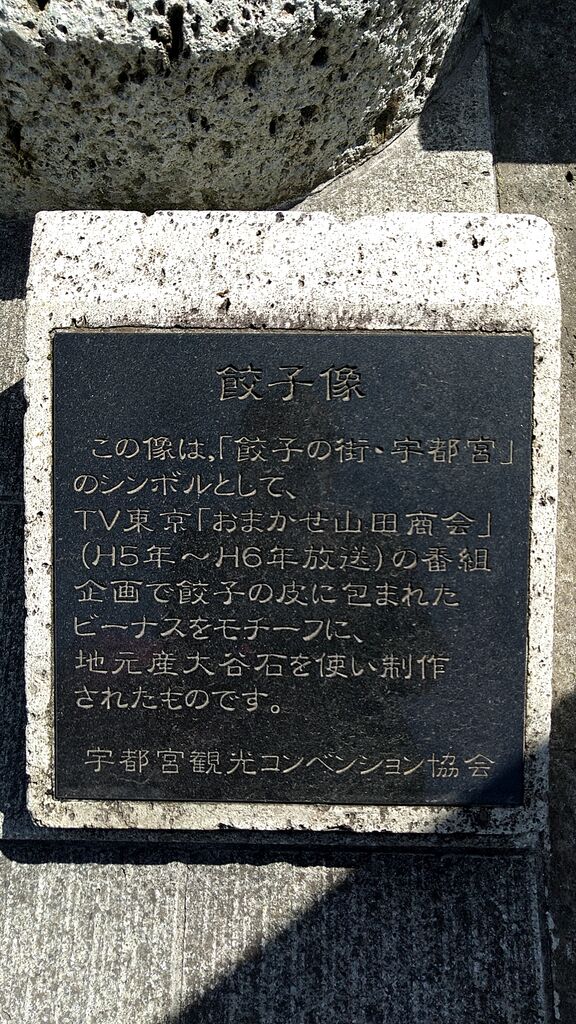 餃子像
この像は､「餃子の街・宇都宮」
のシンボルとして、
TV東京「おまかせ山田商会」
(H5年～H6年放送)の番組
企画で餃子の皮に包まれた
ビーナスをモチーフに、
地元産大谷石を使い制作
されたものです。
宇都宮観光コンベンション協会